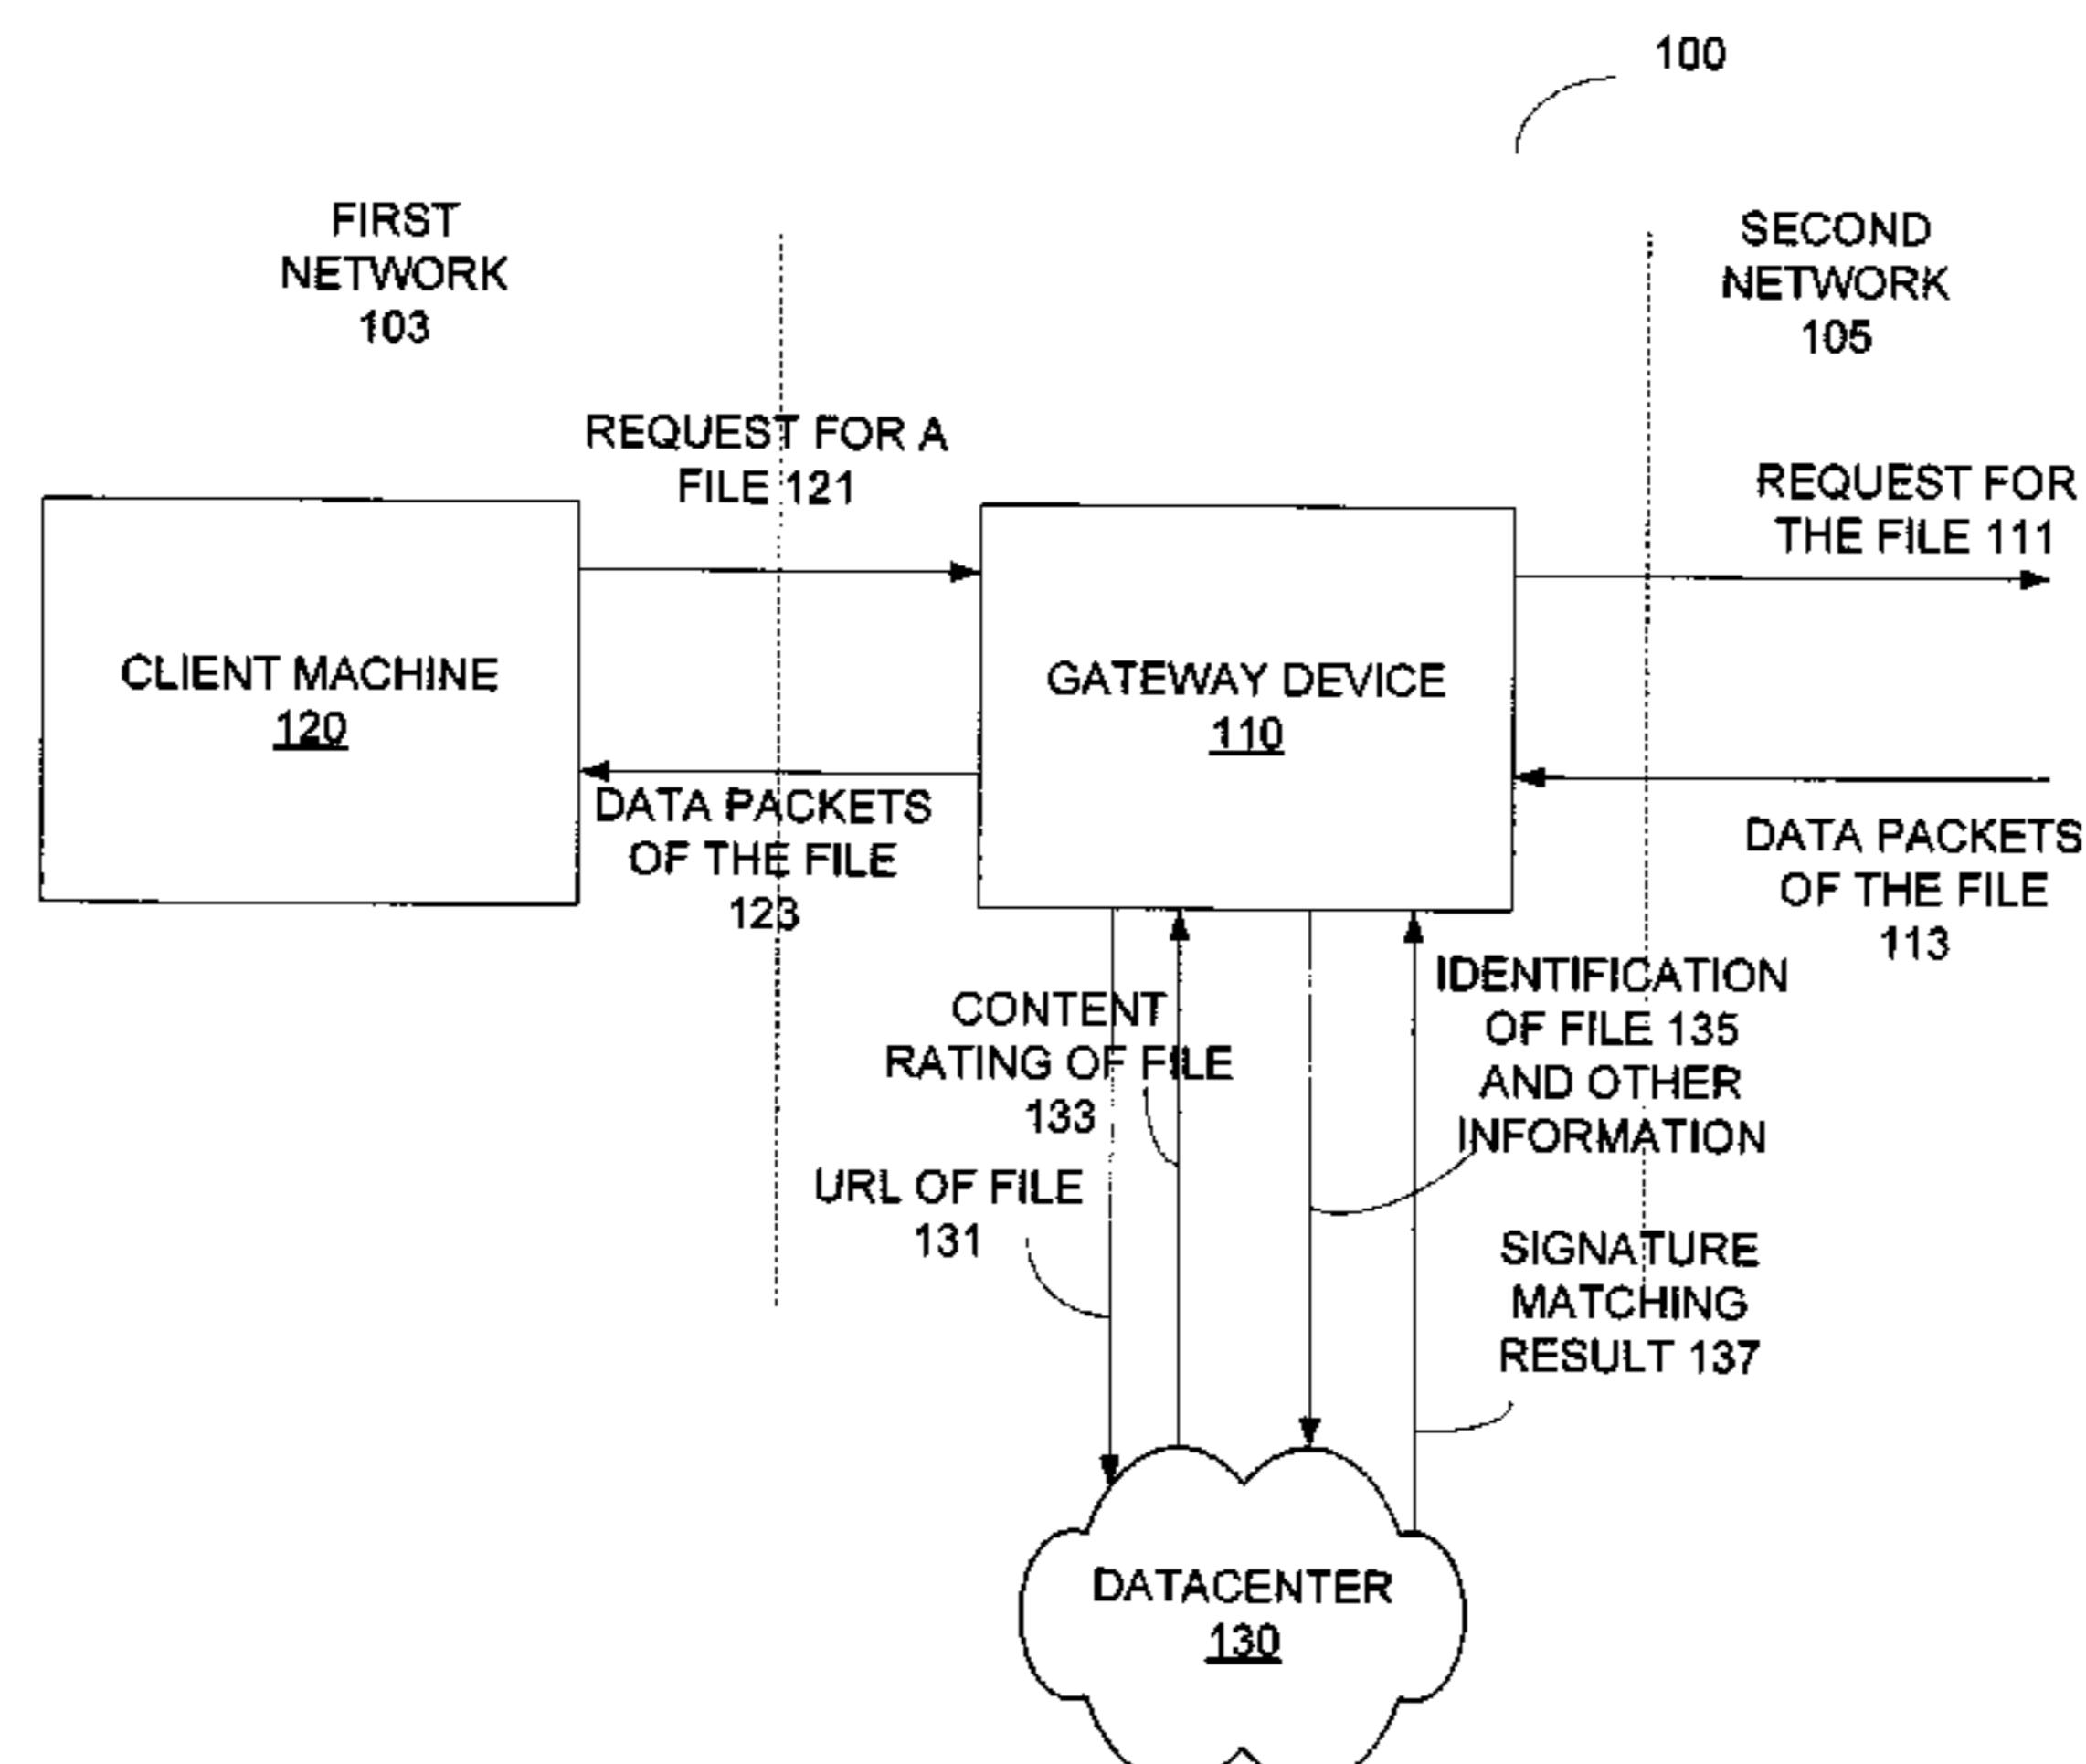 100
FIRST
NETWORK
103
SECOND
NETWORK
105
REQUEST FOR A
FILE 121
REQUEST FOR
THE FILE 111
CLIENT MACHINE
120
GATEWAY DEVICE
110
DATA PACKETS
OF THE FILE
123
DATA PACKETS
OF THE FILE
113
CONTENT
RATING OF FILE
133
IDENTIFICATION
OF FILE 135
AND OTHER
INFORMATION
URL OF FILE
131
SIGNATURE
MATCHING
RESULT 137
DATACENTER
130